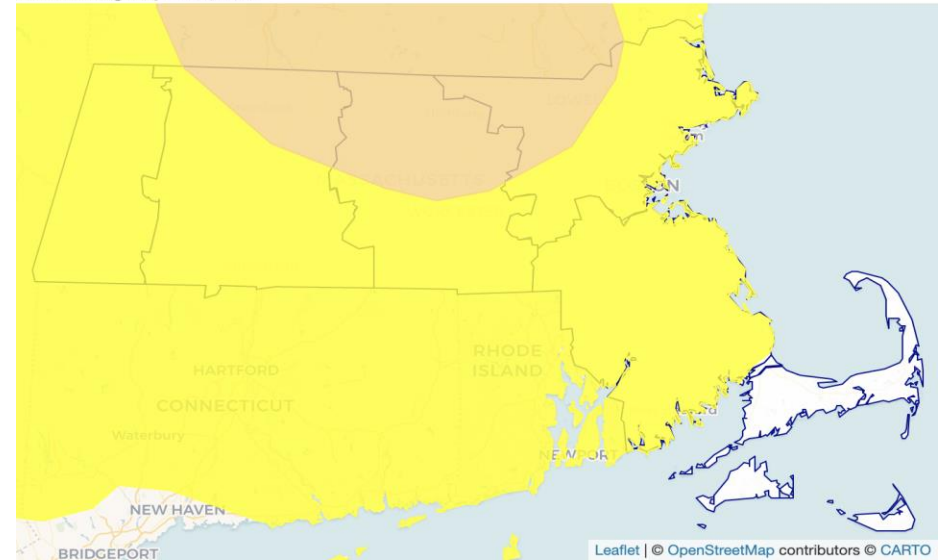 RHODE
ISLAND
HARTFORD
CONNECTICUT
Waterbury
NEWPORT
NEW HAVEN
BRIDGEPORT
Leaflet | © OpenStreetMap contributors © CARTO